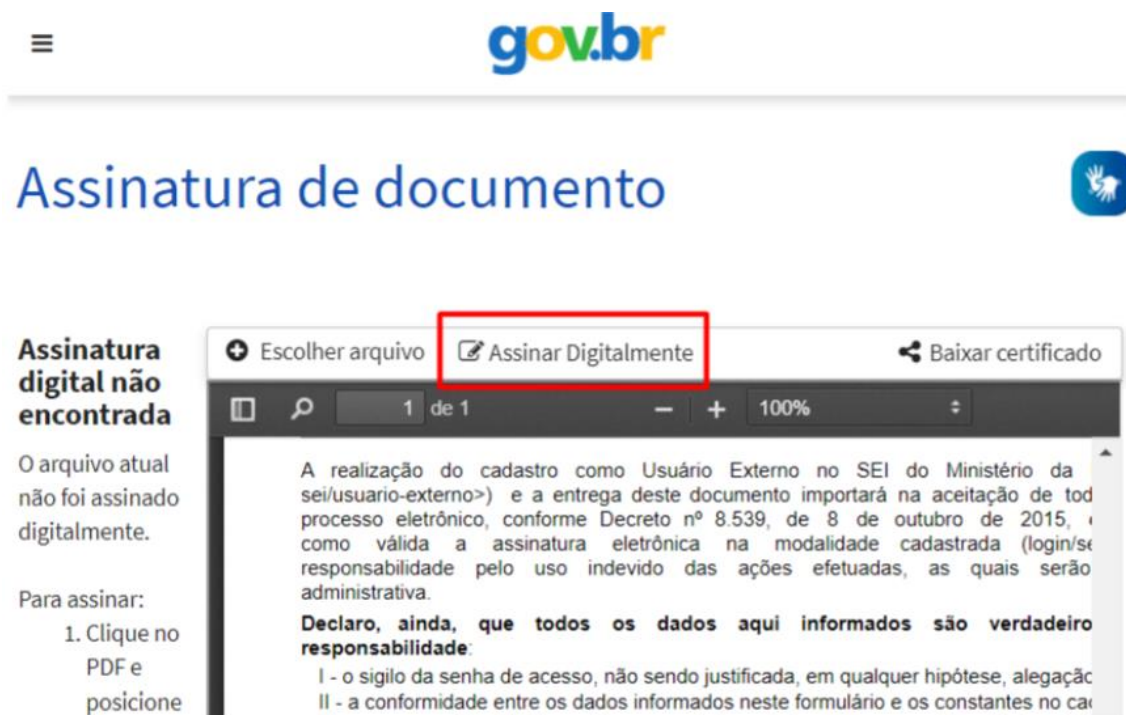 gov.br
Assinatura de documento
Assinatura
digital não
encontrada
O arquivo atual
não foi assinado
digitalmente.
Para assinar:
1. Clique no
PDF e
posicione
Escolher arquivo
Assinar Digitalmente
Baixar certificado
1 de 1
100%
A realização do cadastro como Usuário Externo no SEI do Ministério da
sei/usuario-externo>) e a entrega deste documento importará na aceitação de tod
processo eletrônico, conforme Decreto nº 8.539, de 8 de outubro de 2015,
como válida a assinatura eletrônica na modalidade cadastrada (login/se
responsabilidade pelo uso indevido das ações efetuadas, as quais serão
administrativa.
Declaro, ainda, que todos os dados aqui informados são verdadeiro
responsabilidade:
I - o sigilo da senha de acesso, não sendo justificada, em qualquer hipótese, alegaçã
II - a conformidade entre os dados informados neste formulário e os constantes no ca